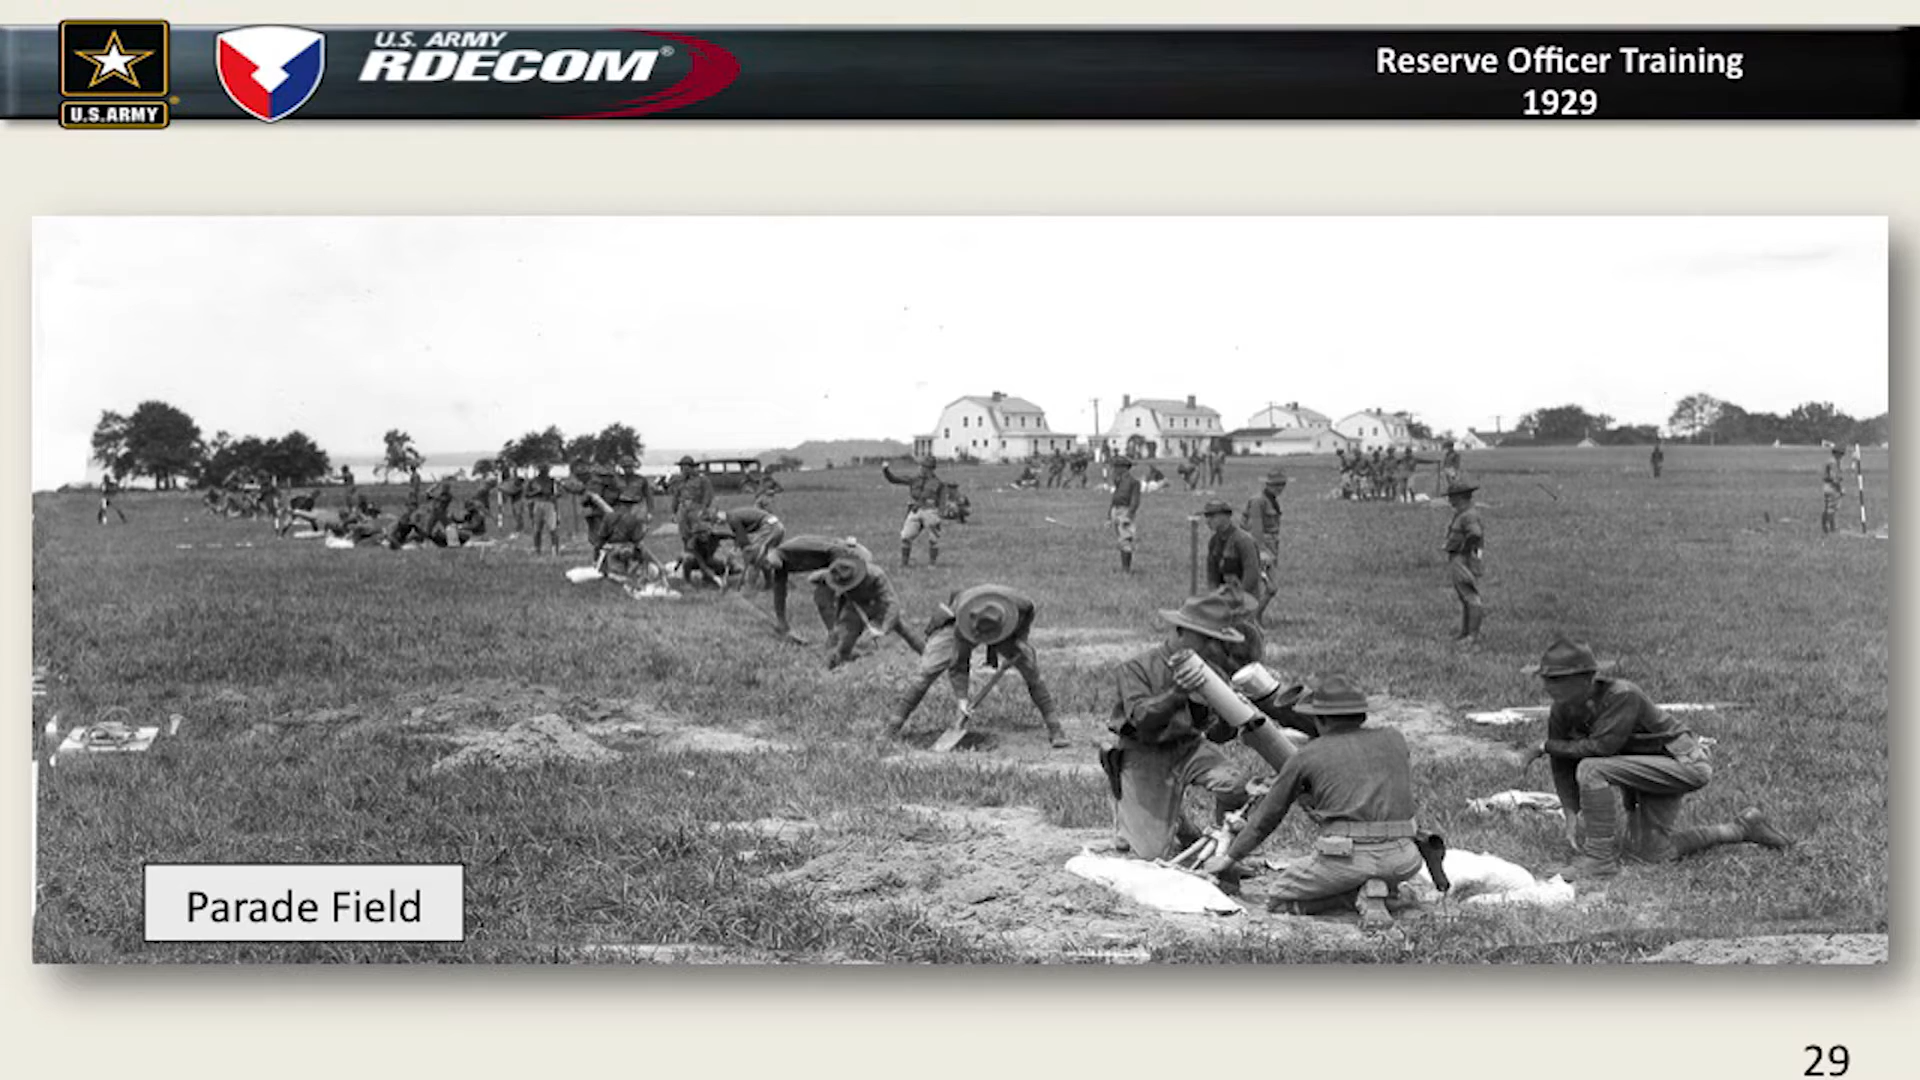 U.S. ARMY
RDECOM®
U.S.ARMY
Reserve Officer Training
1929
Parade Field
29